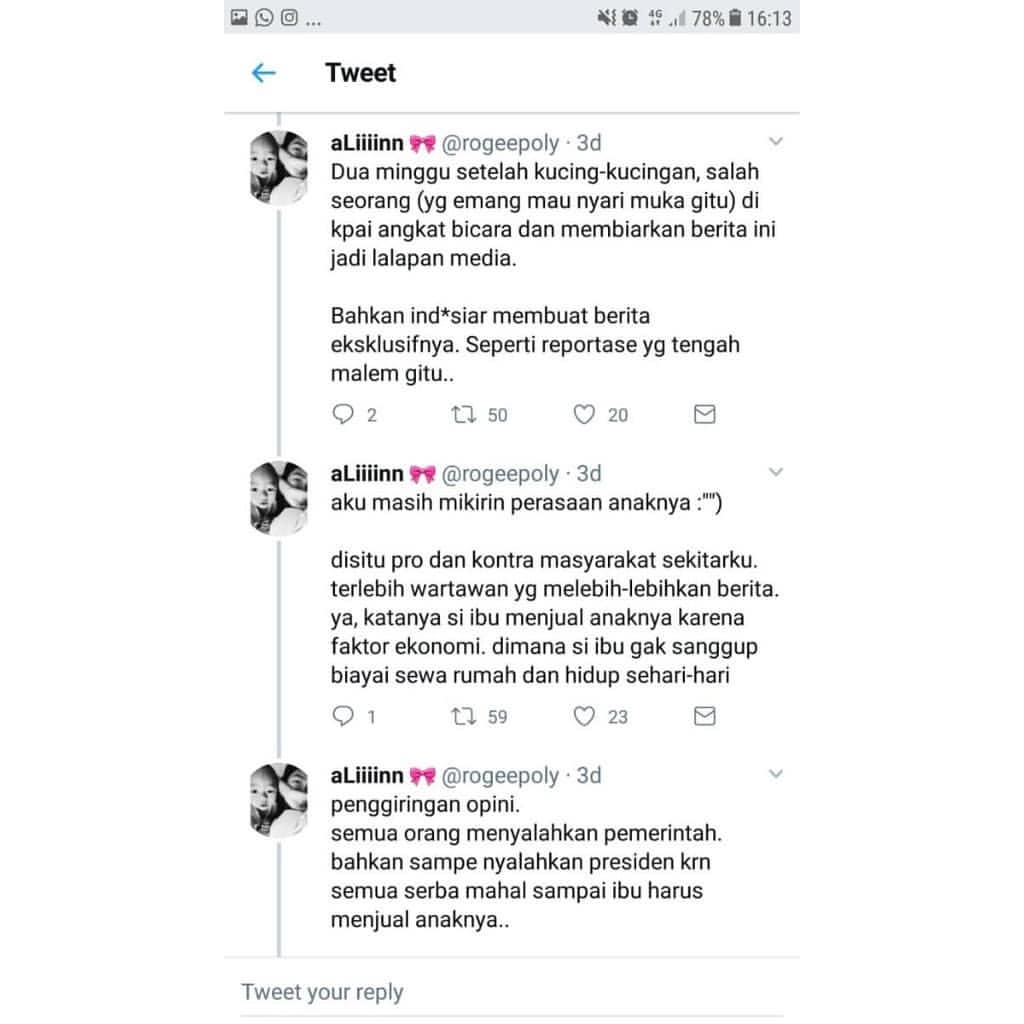 ... 4G 78% 16:13
Tweet
aLiiiinn 🎀 @rogeepoly · 3d
Dua minggu setelah kucing-kucingan, salah
seorang (yg emang mau nyari muka gitu) di
kpai angkat bicara dan membiarkan berita ini
jadi lalapan media.
Bahkan ind*siar membuat berita
eksklusifnya. Seperti reportase yg tengah
malem gitu..
2 50 20
aLiiiinn 🎀 @rogeepoly · 3d
aku masih mikirin perasaan anaknya :"")
disitu pro dan kontra masyarakat sekitarku.
terlebih wartawan yg melebih-lebihkan berita.
ya, katanya si ibu menjual anaknya karena
faktor ekonomi. dimana si ibu gak sanggup
biayai sewa rumah dan hidup sehari-hari
1 59 23
aLiiiinn 🎀 @rogeepoly · 3d
penggiringan opini.
semua orang menyalahkan pemerintah.
bahkan sampe nyalahkan presiden krn
semua serba mahal sampai ibu harus
menjual anaknya..
Tweet your reply